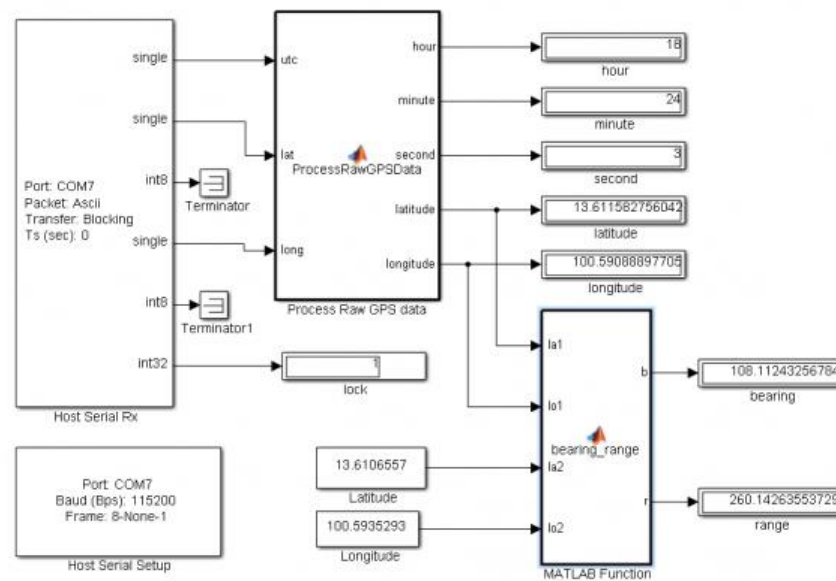 single
single
int8
single
int8
int32
Port: COM7
Packet: Ascii
Transfer: Blocking
Ts (sec): 0
Host Serial Rx
Terminator
Terminator1
utc
lat
long
ProcessRawGPSData
hour
minute
second
latitude
longitude
Process Raw GPS data
18
hour
24
minute
3
second
13.611582756042
latitude
100.59088897705
longitude
1
lock
Port: COM7
Baud (Bps): 115200
Frame: 8-None-1
Host Serial Setup
13.6106557
Latitude
100.5935293
Longitude
la1
lo1
la2
lo2
bearing_range
b
r
MATLAB Function
108.11243256784
bearing
260.14263553729
range